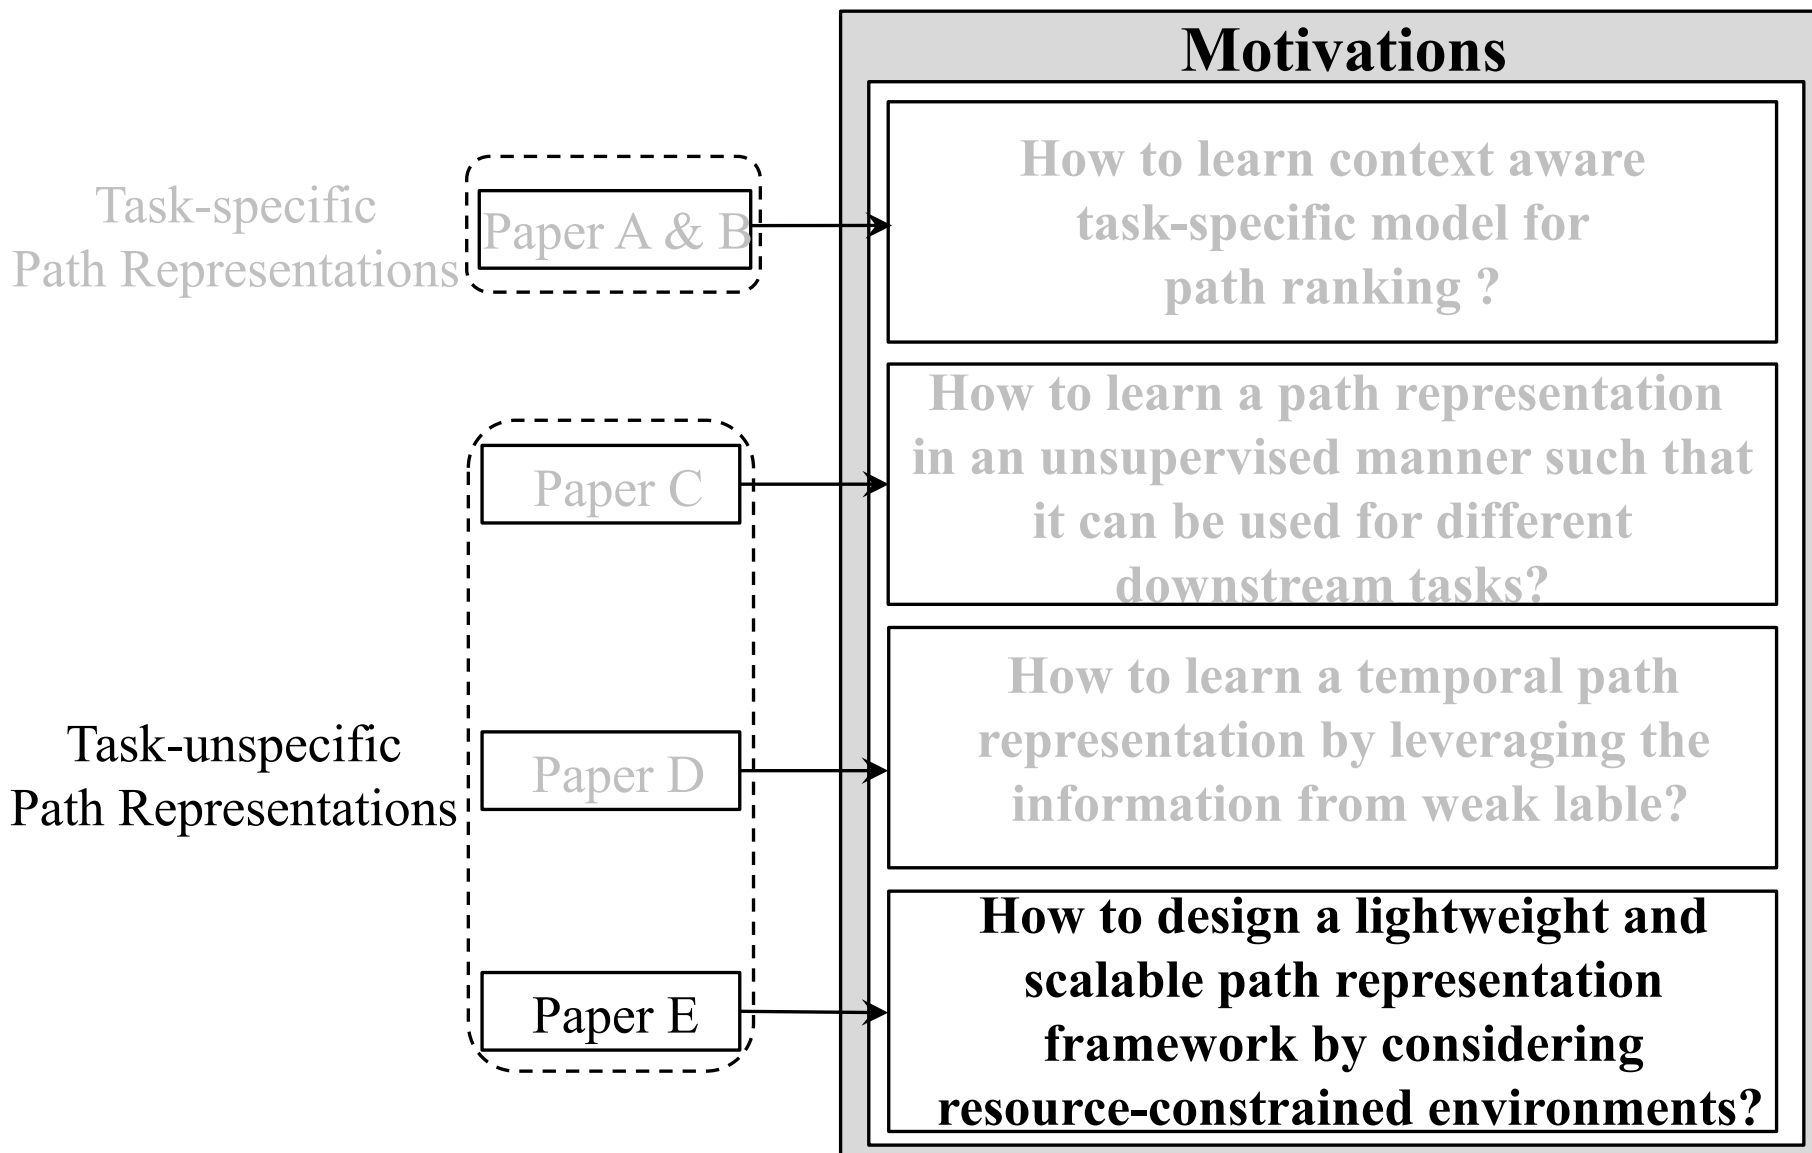 Motivations
Task-specific
Path Representations
Paper A & B
How to learn context aware
task-specific model for
path ranking ?
Paper C
How to learn a path representation
in an unsupervised manner such that
it can be used for different
downstream tasks?
Task-unspecific
Path Representations
Paper D
How to learn a temporal path
representation by leveraging the
information from weak lable?
Paper E
How to design a lightweight and
scalable path representation
framework by considering
resource-constrained environments?